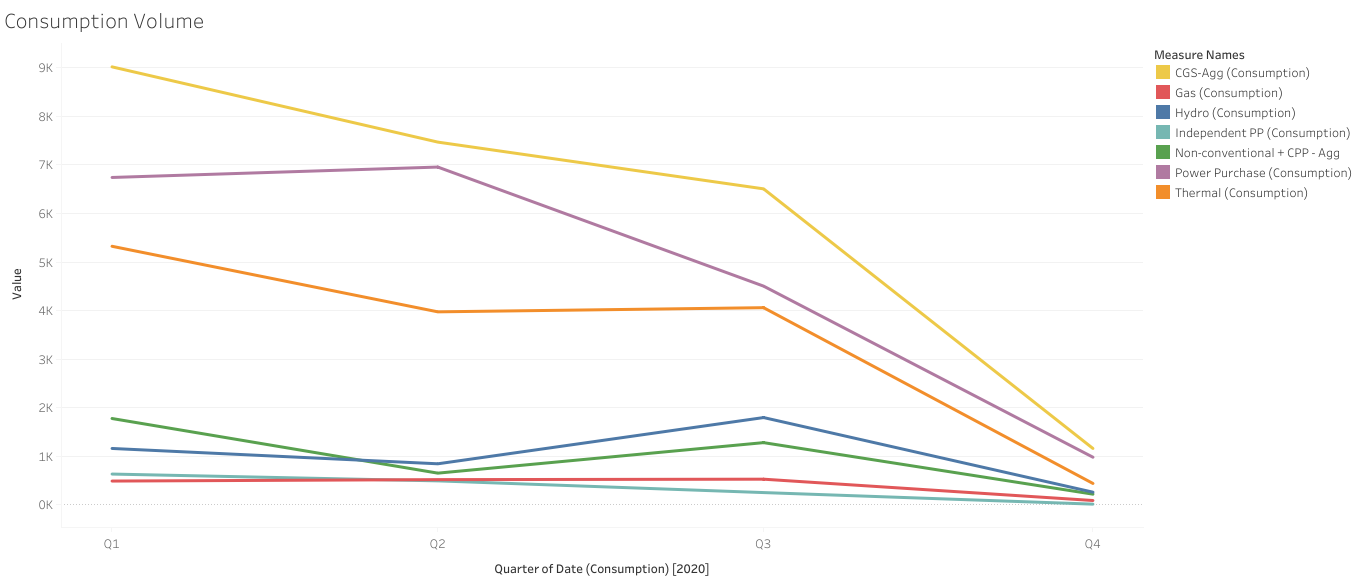 Consumption Volume
Measure Names
CGS-Agg (Consumption)
Gas (Consumption)
Hydro (Consumption)
Independent PP (Consumption)
Non-conventional + CPP - Agg
Power Purchase (Consumption)
Thermal (Consumption)
9K
8K
7K
6K
5K
4K
3K
2K
1K
0K
Value
Q1 Q2 Q3 Q4
Quarter of Date (Consumption) [2020]